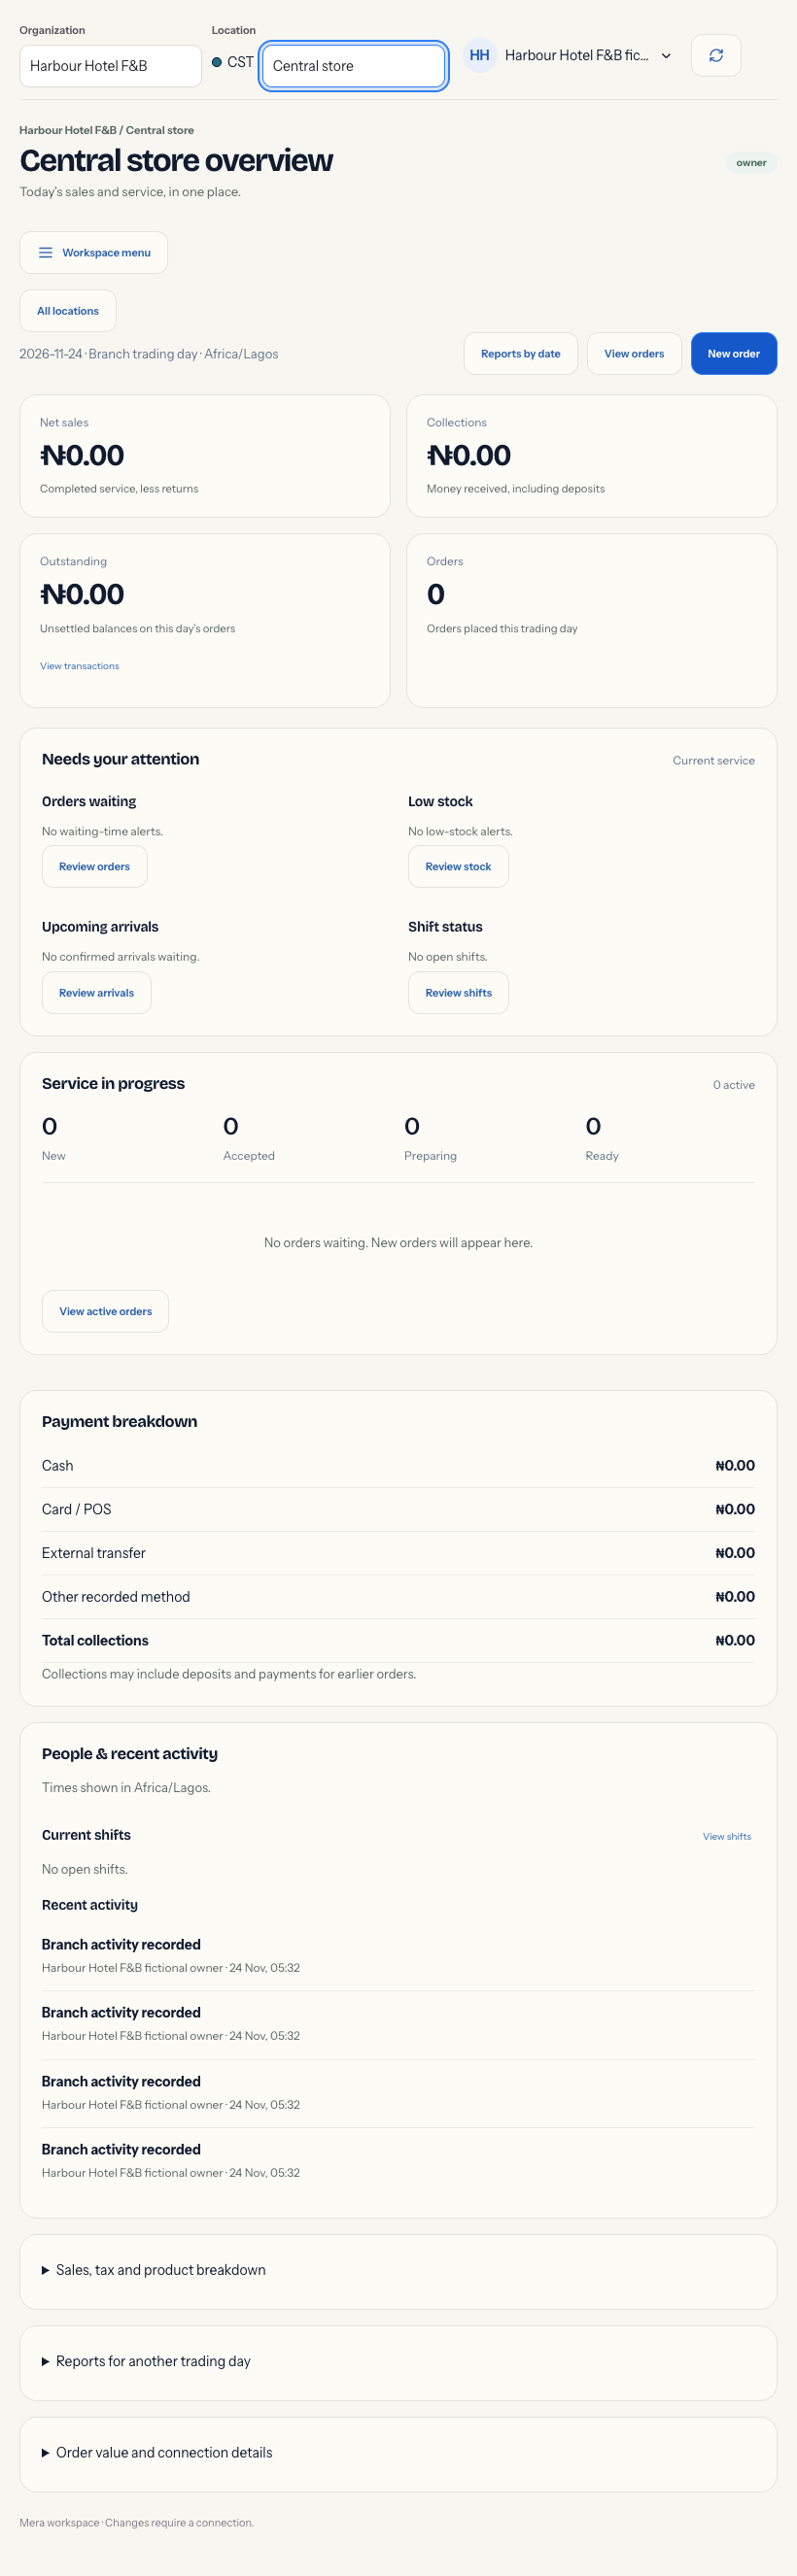 Organization
Location
Harbour Hotel F&B
CST
Central store
HH
Harbour Hotel F&B fic...
Harbour Hotel F&B / Central store
Central store overview
owner
Today's sales and service, in one place.
Workspace menu
All locations
2026-11-24 · Branch trading day · Africa/Lagos
Reports by date
View orders
New order
Net sales
₦0.00
Completed service, less returns
Collections
₦0.00
Money received, including deposits
Outstanding
₦0.00
Unsettled balances on this day's orders
View transactions
Orders
0
Orders placed this trading day
Needs your attention
Current service
Orders waiting
No waiting-time alerts.
Review orders
Low stock
No low-stock alerts.
Review stock
Upcoming arrivals
No confirmed arrivals waiting.
Review arrivals
Shift status
No open shifts.
Review shifts
Service in progress
0 active
0
New
0
Accepted
0
Preparing
0
Ready
No orders waiting. New orders will appear here.
View active orders
Payment breakdown
Cash ₦0.00
Card / POS ₦0.00
External transfer ₦0.00
Other recorded method ₦0.00
Total collections ₦0.00
Collections may include deposits and payments for earlier orders.
People & recent activity
Times shown in Africa/Lagos.
Current shifts
View shifts
No open shifts.
Recent activity
Branch activity recorded
Harbour Hotel F&B fictional owner · 24 Nov, 05:32
Branch activity recorded
Harbour Hotel F&B fictional owner · 24 Nov, 05:32
Branch activity recorded
Harbour Hotel F&B fictional owner · 24 Nov, 05:32
Branch activity recorded
Harbour Hotel F&B fictional owner · 24 Nov, 05:32
Sales, tax and product breakdown
Reports for another trading day
Order value and connection details
Mera workspace · Changes require a connection.